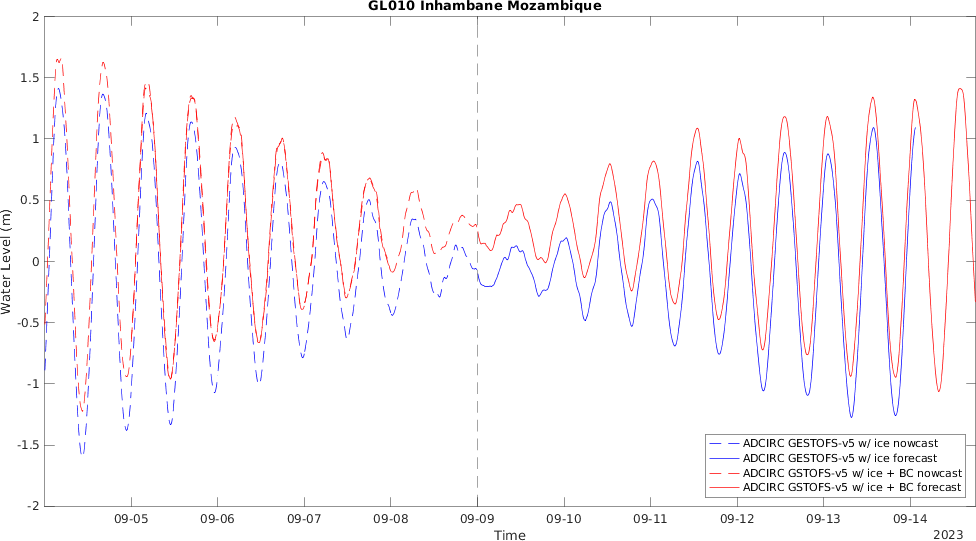 GL010 Inhambane Mozambique
2
1.5
1
0.5
0
-0.5
-1
-1.5
-2
Water Level (m)
ADCIRC GESTOFS-v5 w/ ice nowcast
ADCIRC GESTOFS-v5 w/ ice forecast
ADCIRC GSTOFS-v5 w/ ice + BC nowcast
ADCIRC GSTOFS-v5 w/ ice + BC forecast
09-05 09-06 09-07 09-08 09-09 09-10 09-11 09-12 09-13 09-14
Time
2023